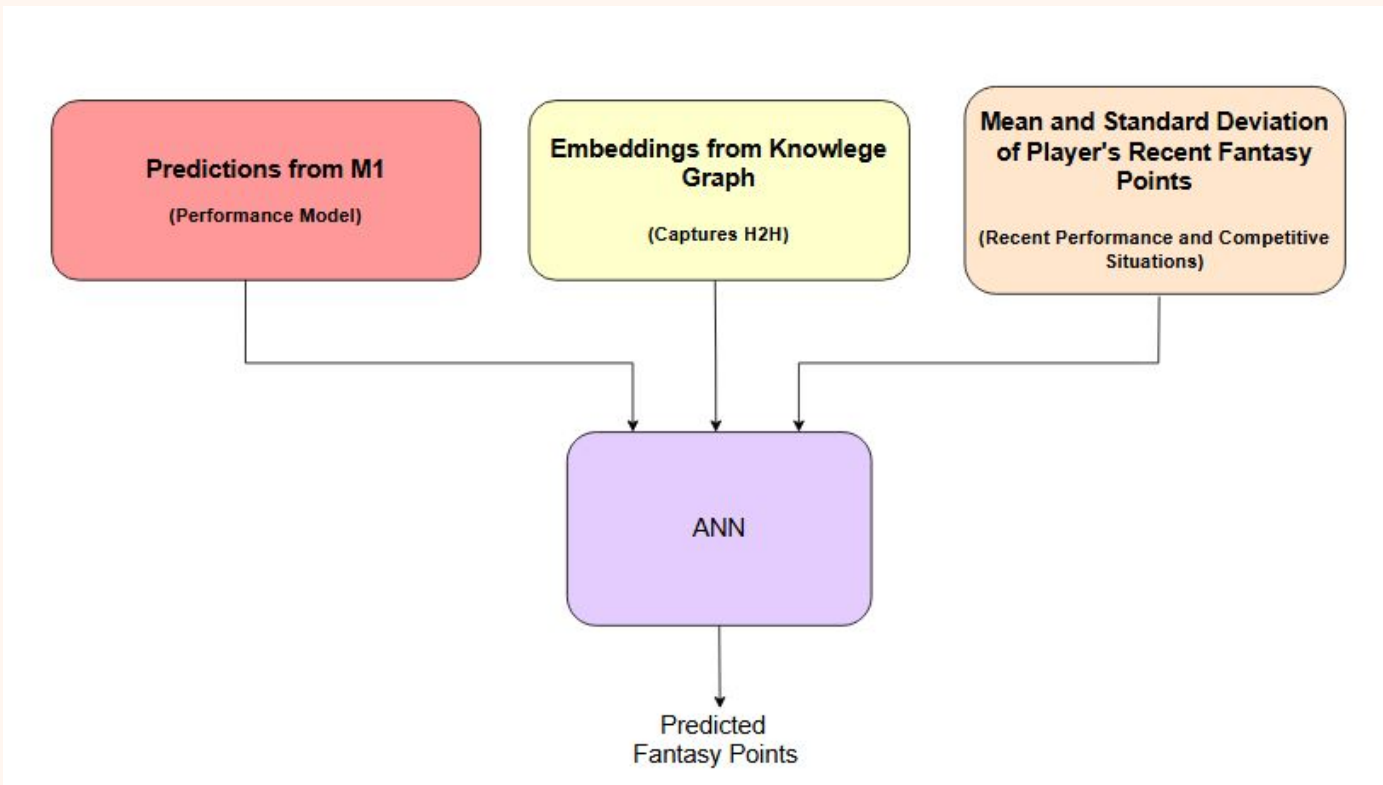 Predictions from M1
(Performance Model)
Embeddings from Knowlege
Graph
(Captures H2H)
Mean and Standard Deviation
of Player's Recent Fantasy
Points
(Recent Performance and Competitive
Situations)
ANN
Predicted
Fantasy Points